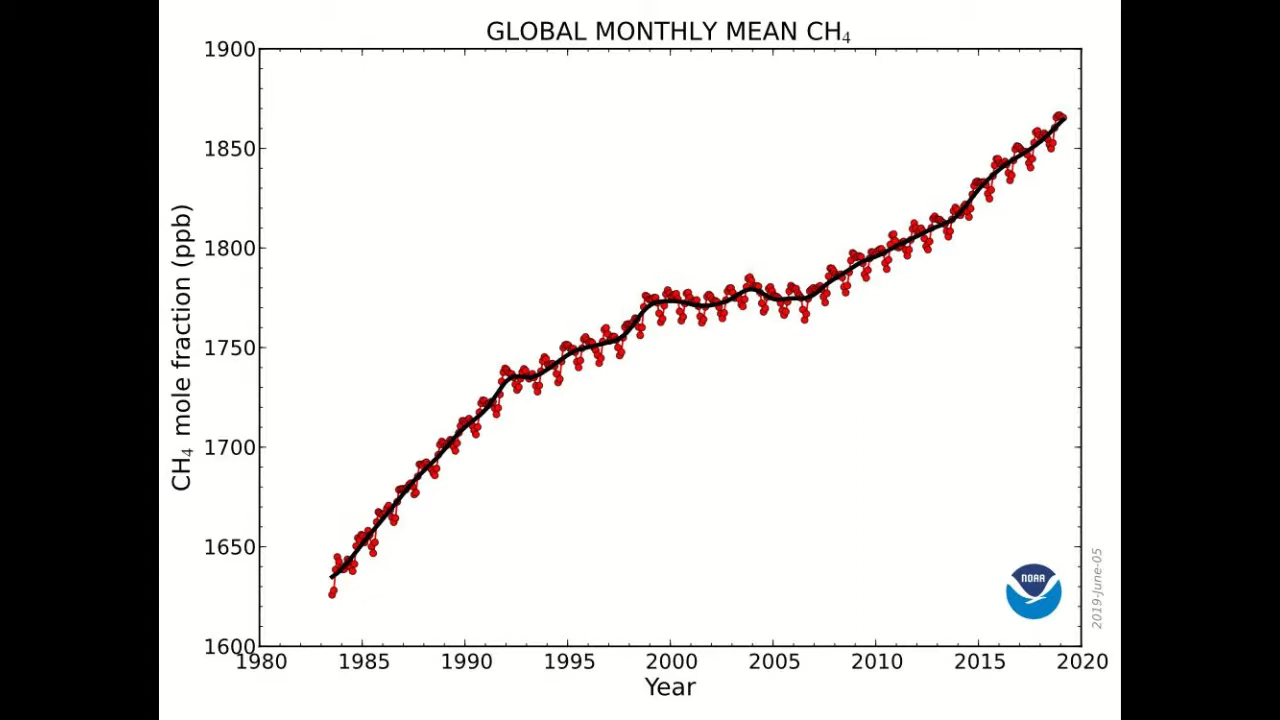 GLOBAL MONTHLY MEAN CH₄
1900
1850
1800
1750
1700
1650
1600
CH₄ mole fraction (ppb)
1980 1985 1990 1995 2000 2005 2010 2015 2020
Year
NOAA
2019-June-05